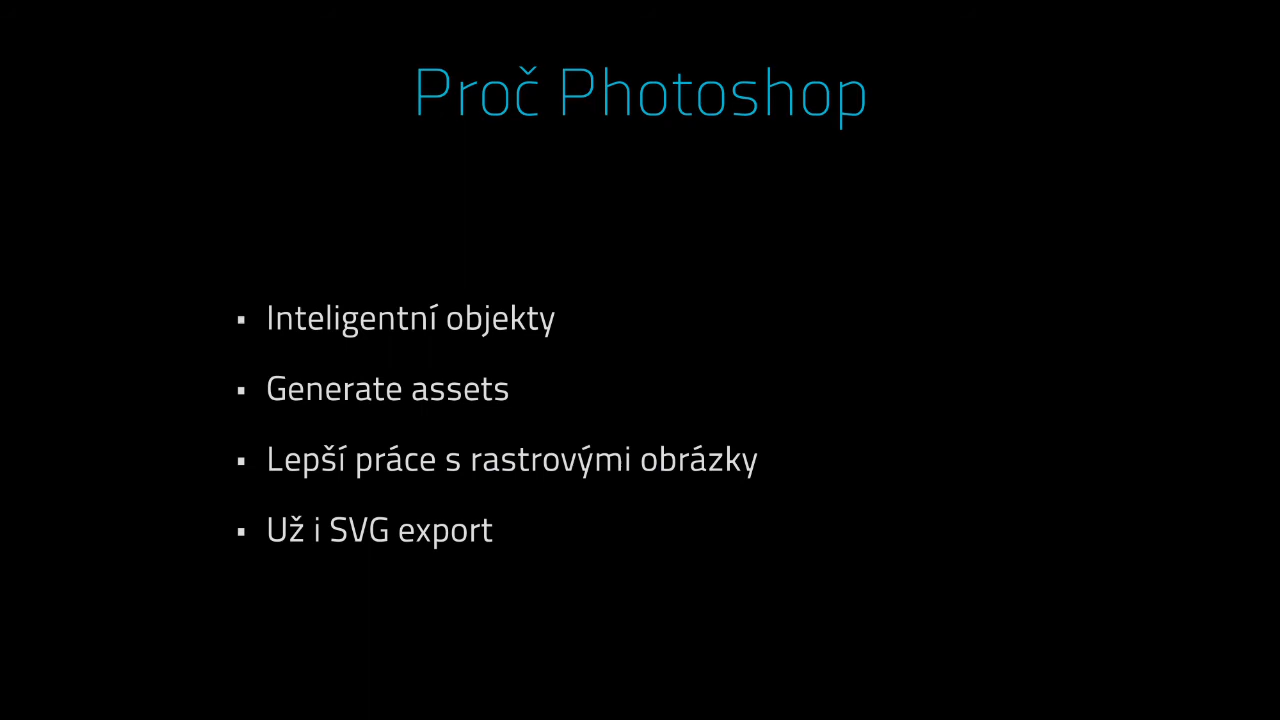 Proč Photoshop
▪ Inteligentní objekty
▪ Generate assets
▪ Lepší práce s rastrovými obrázky
▪ Už i SVG export